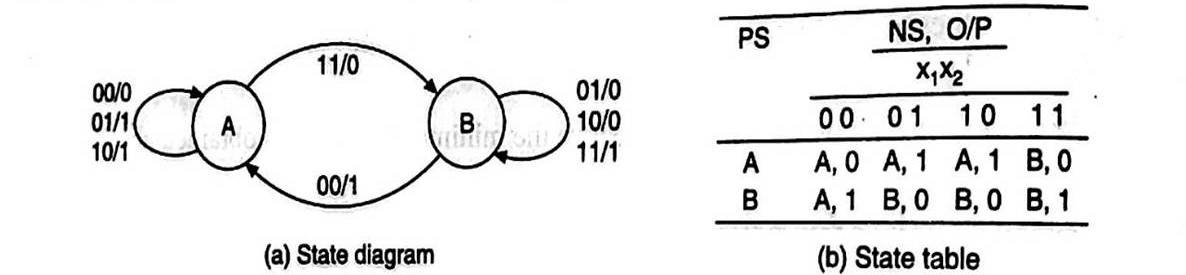 11/0
00/0
01/1
10/1
A
B
01/0
10/0
11/1
00/1
(a) State diagram
PS NS, O/P
x₁x₂
00 01 10 11
A A, 0 A, 1 A, 1 B, 0
B A, 1 B, 0 B, 0 B, 1
(b) State table